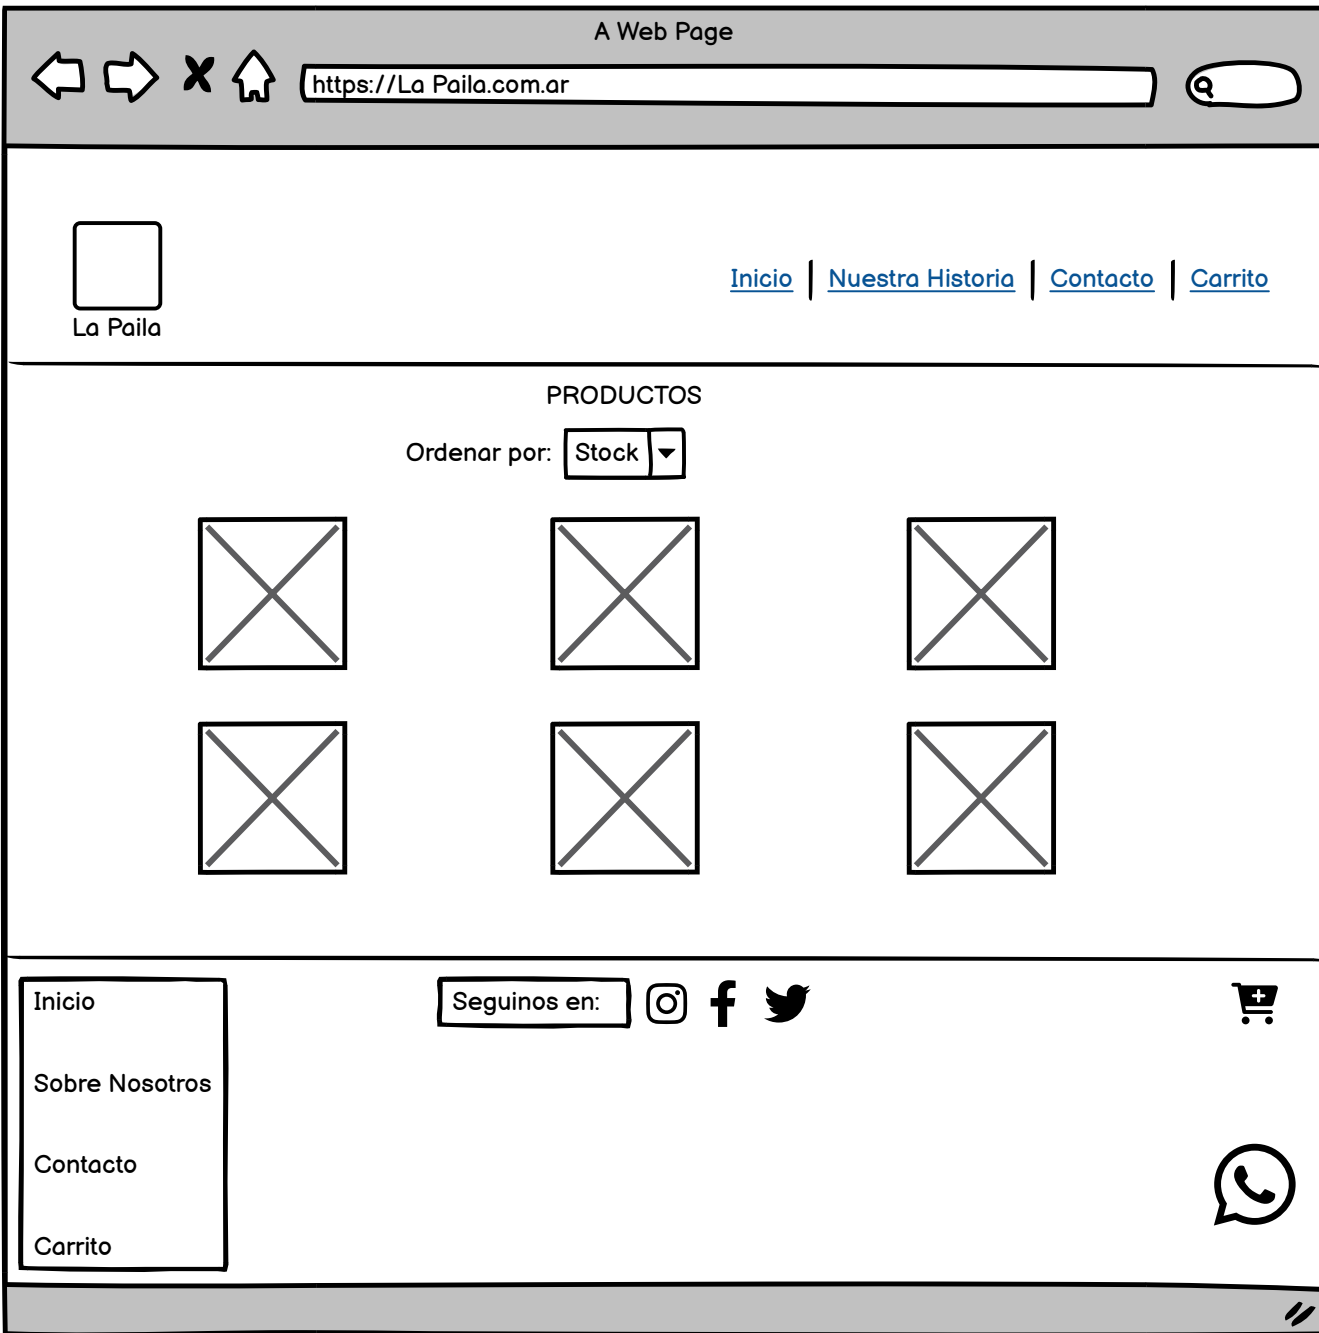 A Web Page
https://La Paila.com.ar
La Paila
Inicio
Nuestra Historia
Contacto
Carrito
PRODUCTOS
Ordenar por: Stock
Inicio
Sobre Nosotros
Contacto
Carrito
Seguinos en: